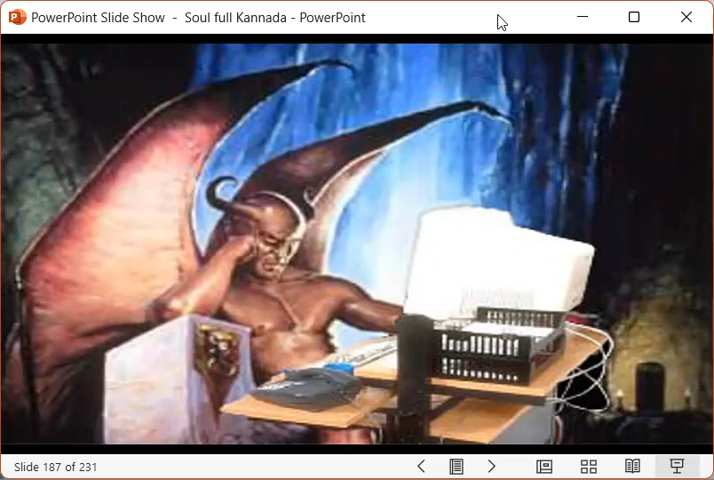 PowerPoint Slide Show - Soul full Kannada - PowerPoint
Slide 187 of 231